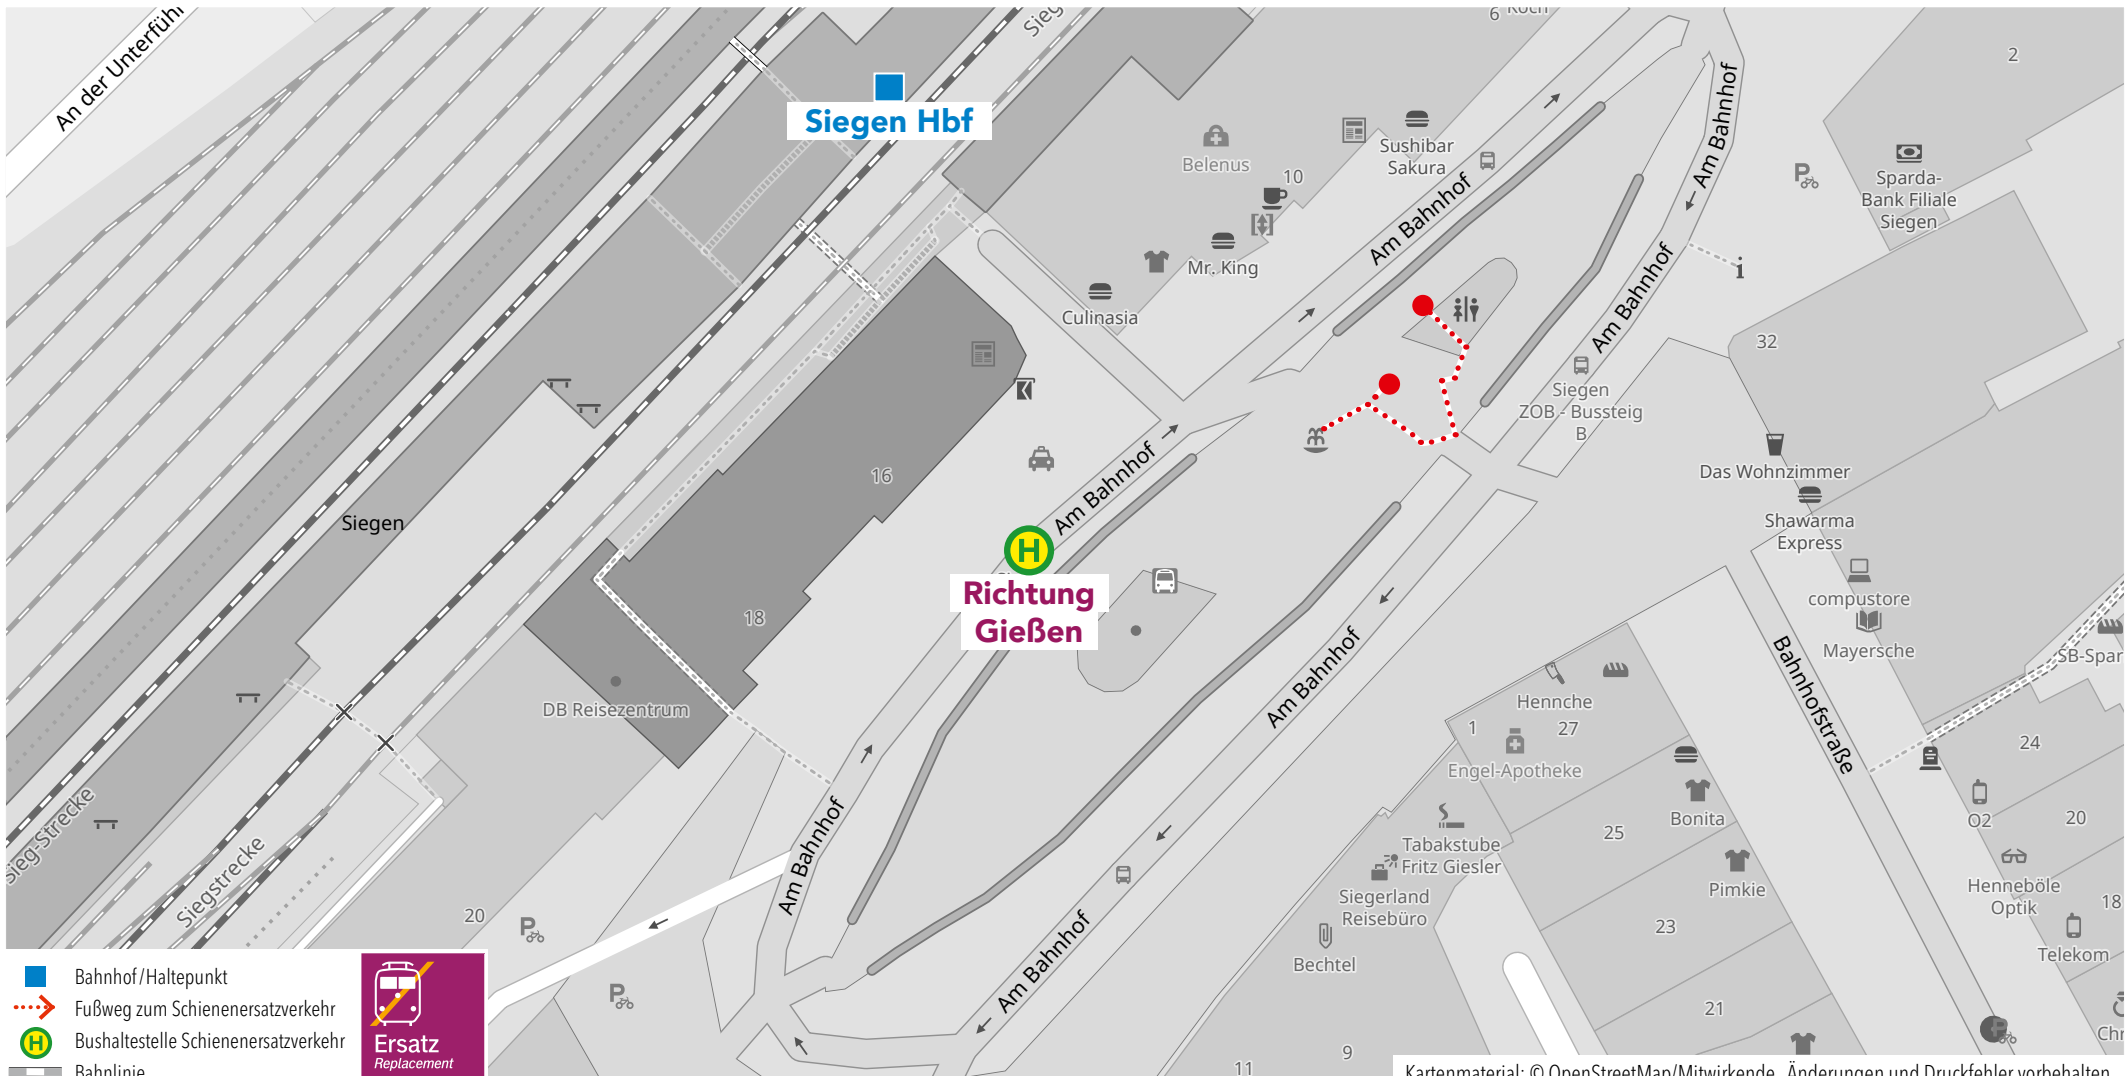 An der Unterführ
Sieg
6 Koch
2
Siegen Hbf
Am Bahnhof
Belenus
10
Sushibar
Sakura
Sparda-
Bank Filiale
Siegen
Am Bahnhof
Mr. King
Culinasia
Am Bahnhof
32
Siegen
ZOB - Bussteig
B
16
Am Bahnhof
Das Wohnzimmer
Shawarma
Express
Siegen
H
Richtung
Gießen
compustore
Mayersche
SB-Spar
18
DB Reisezentrum
Am Bahnhof
Bahnhofstraße
Hennche
1
27
Engel-Apotheke
24
Sieg-Strecke
Siegstrecke
Am Bahnhof
Bonita
O2
20
25
Tabakstube
Fritz Giesler
Pimkie
Siegerland
Reisebüro
Henneböle
Optik
18
20
P
23
Am Bahnhof
Bechtel
Telekom
P
21
Chr
9
11
Bahnhof/Haltepunkt
Fußweg zum Schienenersatzverkehr
H Bushaltestelle Schienenersatzverkehr
Bahnlinie
Ersatz
Replacement
Kartenmaterial: © OpenStreetMap/Mitwirkende, Änderungen und Druckfehler vorbehalten